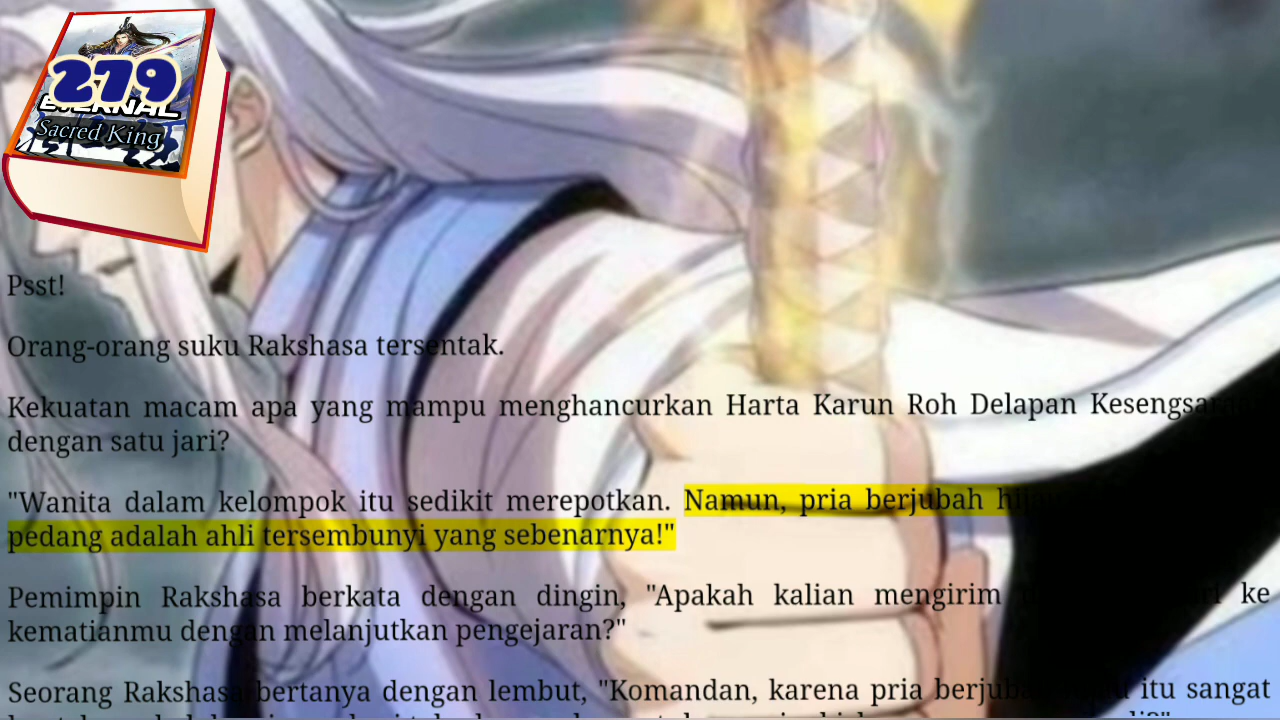 279
ETERNAL
Sacred King
Psst!
Orang-orang suku Rakshasa tersentak.
Kekuatan macam apa yang mampu menghancurkan Harta Karun Roh Delapan
dengan satu jari?
"Wanita dalam kelompok itu sedikit merepotkan. Namun, pria berjubah
pedang adalah ahli tersembunyi yang sebenarnya!"
Pemimpin Rakshasa berkata dengan dingin, "Apakah kalian mengirim ke
kematianmu dengan melanjutkan pengejaran?"
Seorang Rakshasa bertanya dengan lembut, "Komandan, karena pria itu sangat